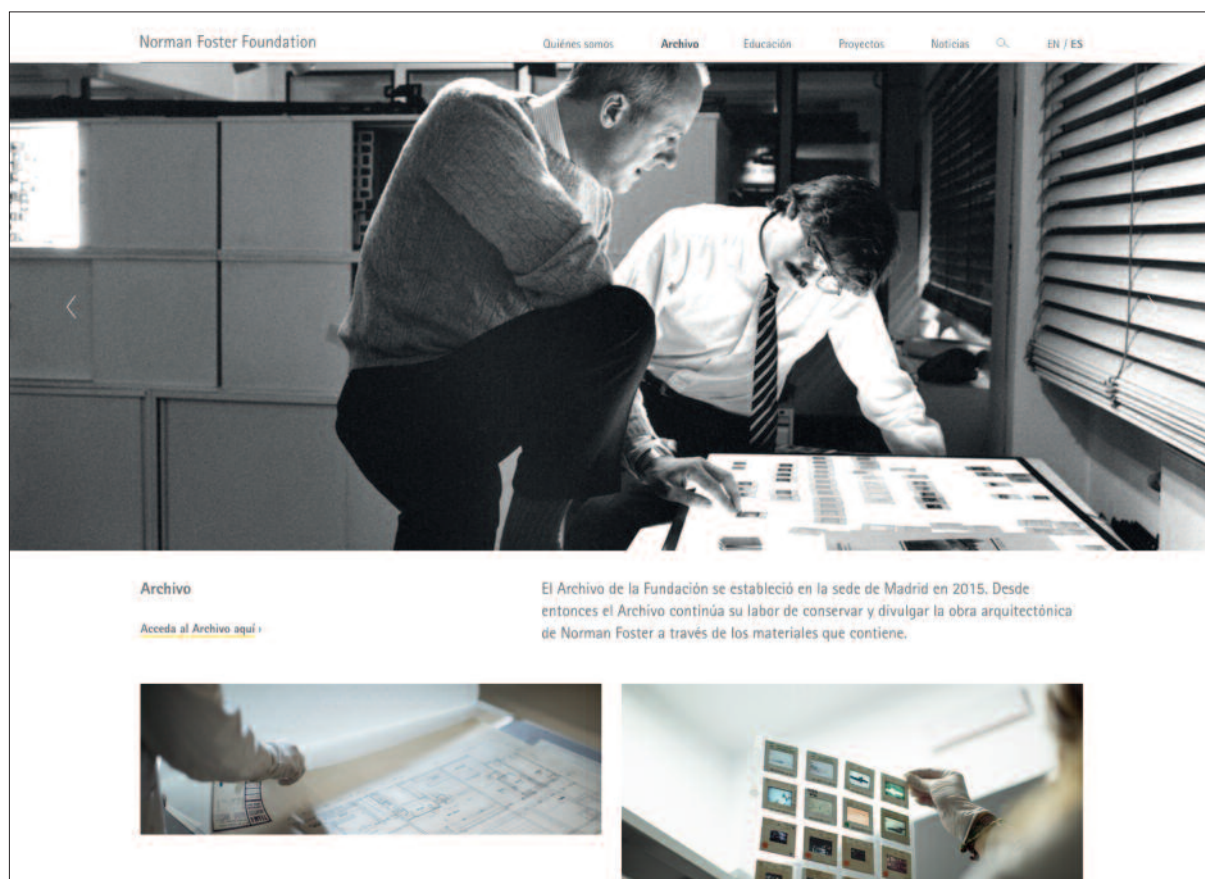 Norman Foster Foundation
Quiénes somos Archivo Educación Proyectos Noticias EN / ES
Archivo
Acceda al Archivo aquí ›
El Archivo de la Fundación se estableció en la sede de Madrid en 2015. Desde
entonces el Archivo continúa su labor de conservar y divulgar la obra arquitectónica
de Norman Foster a través de los materiales que contiene.